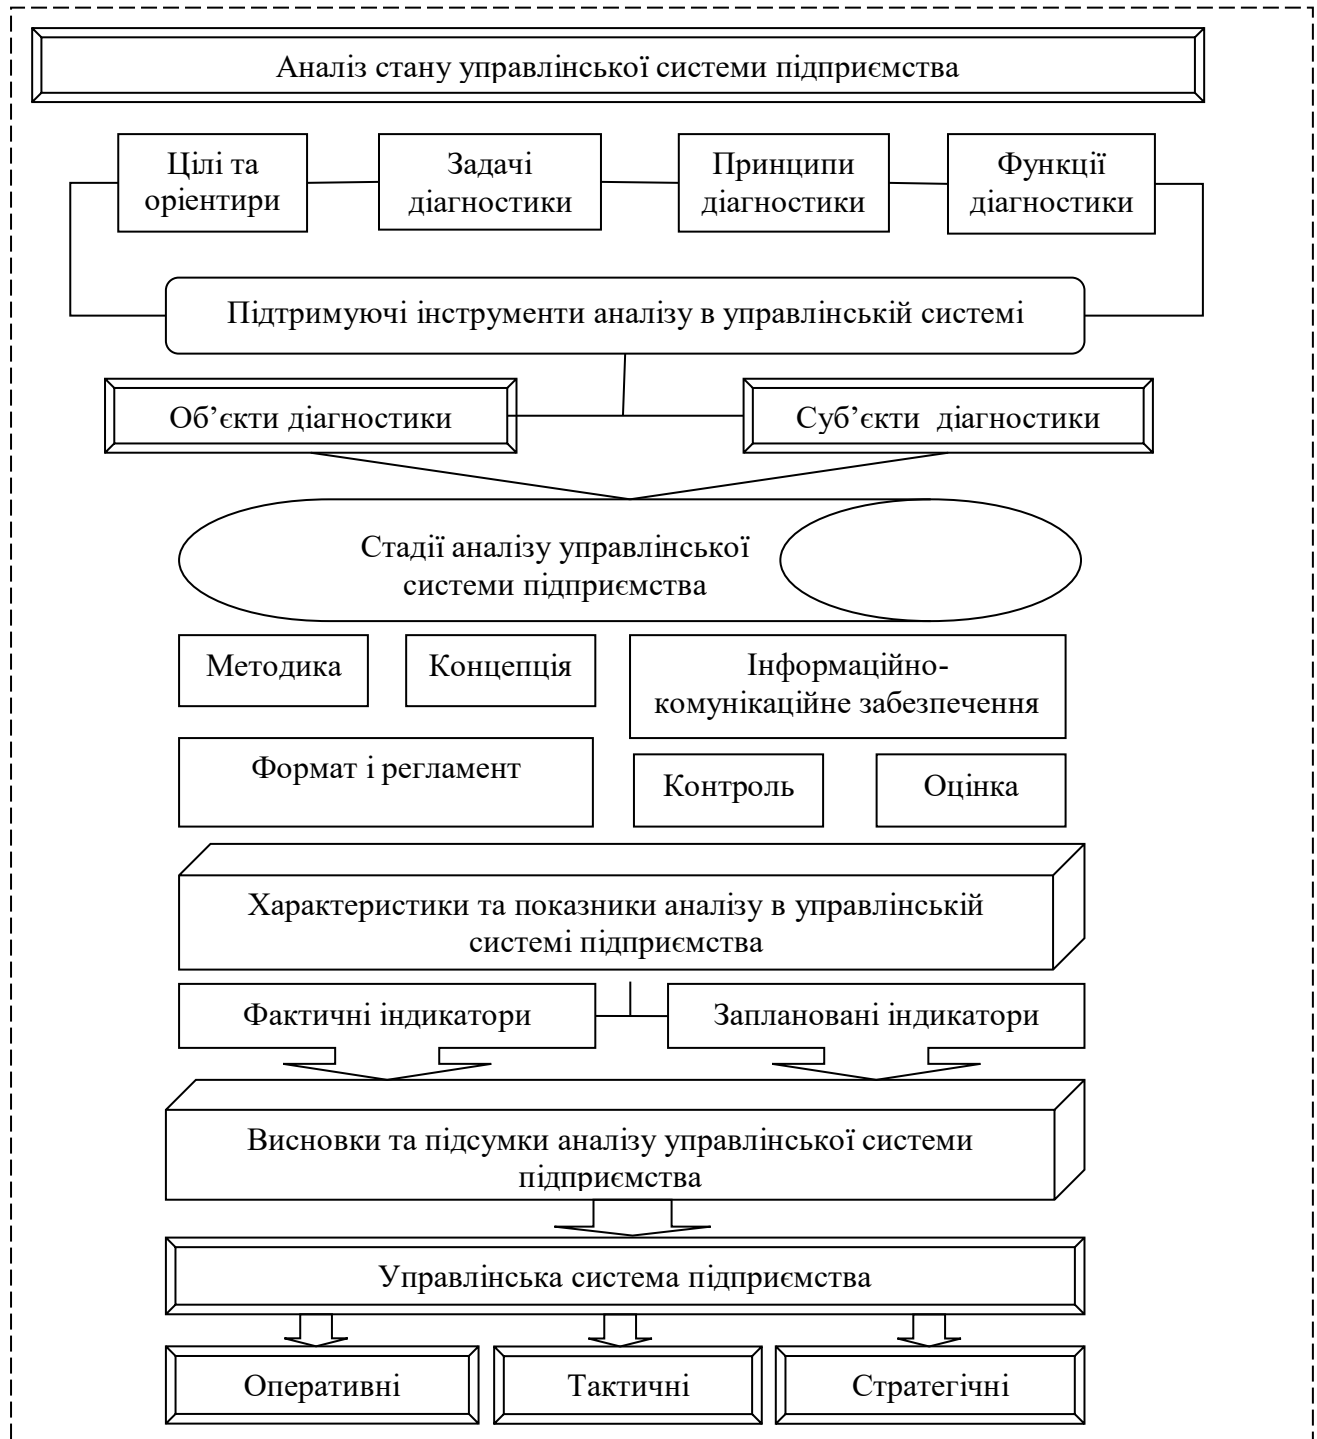 Аналіз стану управлінської системи підприємства
Цілі та
орієнтири
Задачі
діагностики
Принципи
діагностики
Функції
діагностики
Підтримуючі інструменти аналізу в управлінській системі
Об’єкти діагностики
Суб’єкти діагностики
Стадії аналізу управлінської
системи підприємства
Методика
Концепція
Інформаційно-
комунікаційне забезпечення
Формат і регламент
Контроль
Оцінка
Характеристики та показники аналізу в управлінській
системі підприємства
Фактичні індикатори
Заплановані індикатори
Висновки та підсумки аналізу управлінської системи
підприємства
Управлінська система підприємства
Оперативні
Тактичні
Стратегічні